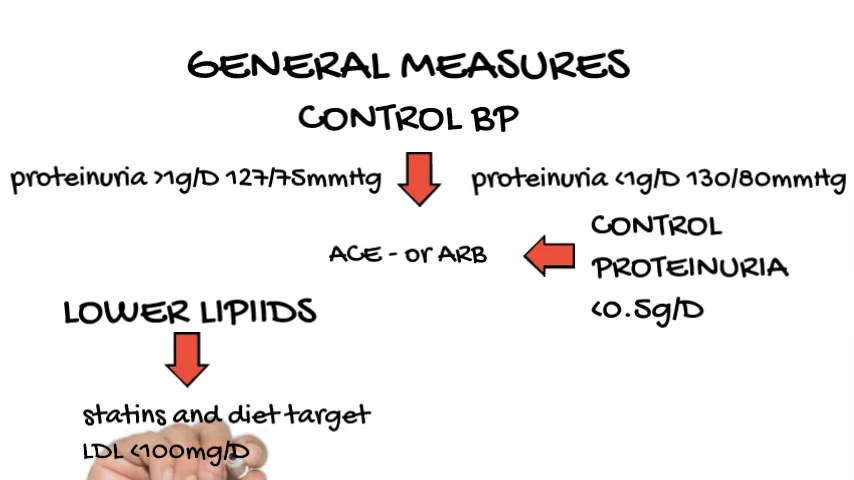 GENERAL MEASURES
CONTROL BP
proteinuria >1g/D 127/75mmHg
proteinuria <1g/D 130/80mmHg
ACE - or ARB
CONTROL
PROTEINURIA
<0.5g/D
LOWER LIPIIDS
statins and diet target
LDL <100mg/D